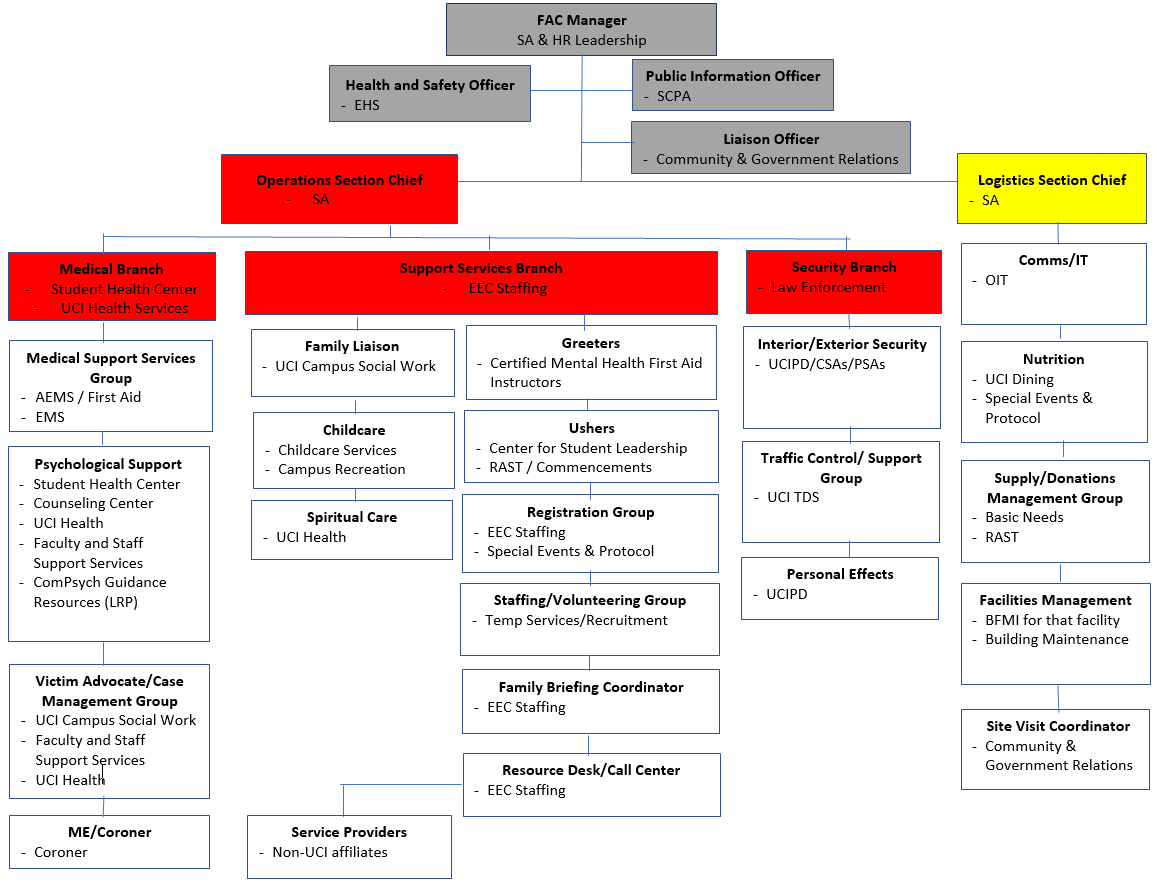 FAC Manager
SA & HR Leadership
Health and Safety Officer
- EHS
Public Information Officer
- SCPA
Liaison Officer
- Community & Government Relations
Operations Section Chief
- SA
Logistics Section Chief
- SA
Medical Branch
- Student Health Center
- UCI Health Services
Medical Support Services
Group
- AEMS / First Aid
- EMS
Psychological Support
- Student Health Center
- Counseling Center
- UCI Health
- Faculty and Staff
Support Services
- ComPsych Guidance
Resources (LRP)
Victim Advocate/Case
Management Group
- UCI Campus Social Work
- Faculty and Staff
Support Services
- UCI Health
ME/Coroner
- Coroner
Support Services Branch
- EEC Staffing
Family Liaison
- UCI Campus Social Work
Childcare
- Childcare Services
- Campus Recreation
Spiritual Care
- UCI Health
Greeters
- Certified Mental Health First Aid
Instructors
Ushers
- Center for Student Leadership
- RAST / Commencements
Registration Group
- EEC Staffing
- Special Events & Protocol
Staffing/Volunteering Group
- Temp Services/Recruitment
Family Briefing Coordinator
- EEC Staffing
Resource Desk/Call Center
- EEC Staffing
Service Providers
- Non-UCI affiliates
Security Branch
- Law Enforcement
Interior/Exterior Security
- UCIPD/CSAs/PSAs
Traffic Control/ Support
Group
- UCI TDS
Personal Effects
- UCIPD
Comms/IT
- OIT
Nutrition
- UCI Dining
- Special Events &
Protocol
Supply/Donations
Management Group
- Basic Needs
- RAST
Facilities Management
- BFMI for that facility
- Building Maintenance
Site Visit Coordinator
- Community &
Government Relations